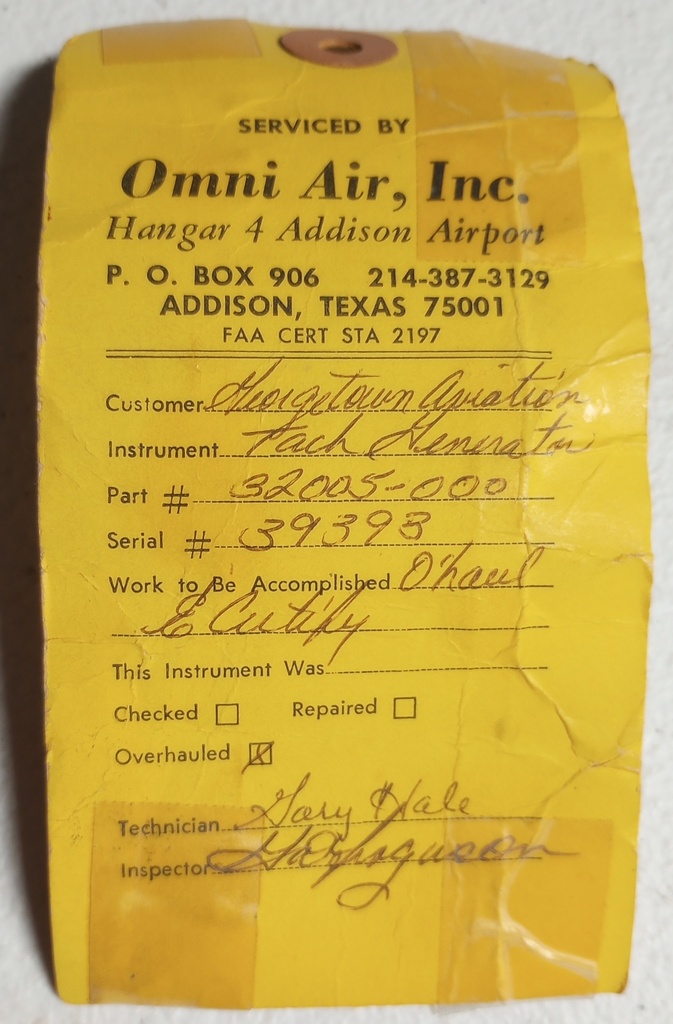 SERVICED BY
Omni Air, Inc.
Hangar 4 Addison Airport
P. O. BOX 906 214-387-3129
ADDISON, TEXAS 75001
FAA CERT STA 2197
Customer Georgetown Aviation
Instrument Tach Generator
Part # 32005-000
Serial # 39393
Work to Be Accomplished O'haul
& Certify
This Instrument Was
Checked ☐ Repaired ☐
Overhauled ☒
Technician Gary Hale
Inspector